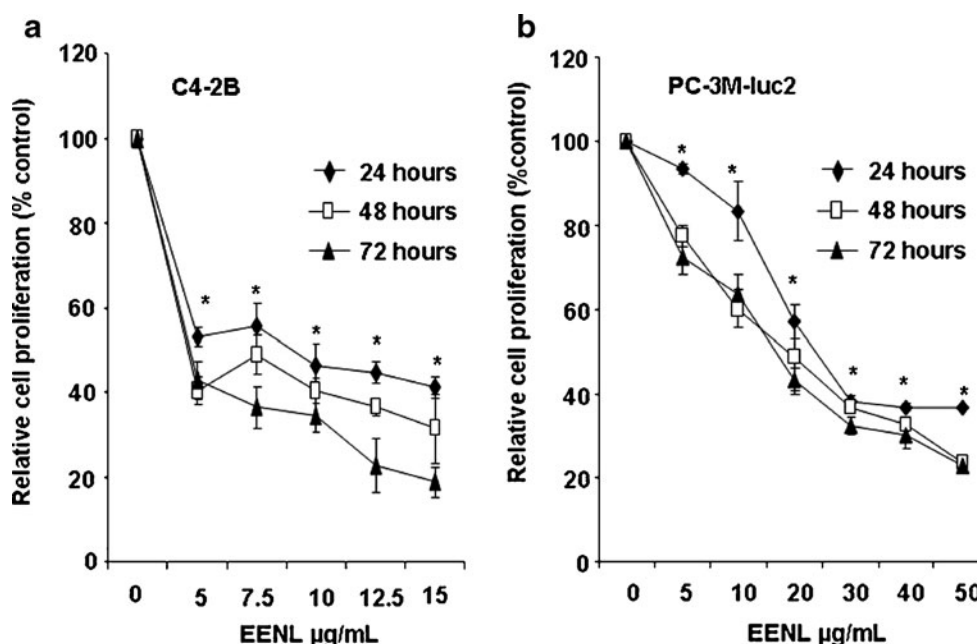 a
120
100
80
60
40
20
0
Relative cell proliferation (% control)
C4-2B
24 hours
48 hours
72 hours
*
*
*
*
*
0 5 7.5 10 12.5 15
EENL µg/mL
b
120
100
80
60
40
20
0
Relative cell proliferation (%control)
PC-3M-luc2
24 hours
48 hours
72 hours
*
*
*
*
*
*
0 5 10 20 30 40 50
EENL µg/mL